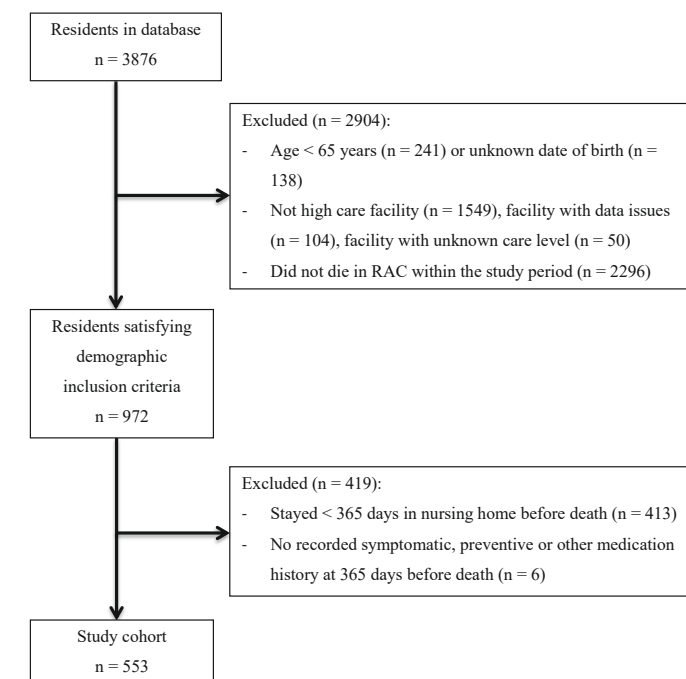 Residents in database
n = 3876
Excluded (n = 2904):
- Age < 65 years (n = 241) or unknown date of birth (n =
138)
- Not high care facility (n = 1549), facility with data issues
(n = 104), facility with unknown care level (n = 50)
- Did not die in RAC within the study period (n = 2296)
Residents satisfying
demographic
inclusion criteria
n = 972
Excluded (n = 419):
- Stayed < 365 days in nursing home before death (n = 413)
- No recorded symptomatic, preventive or other medication
history at 365 days before death (n = 6)
Study cohort
n = 553